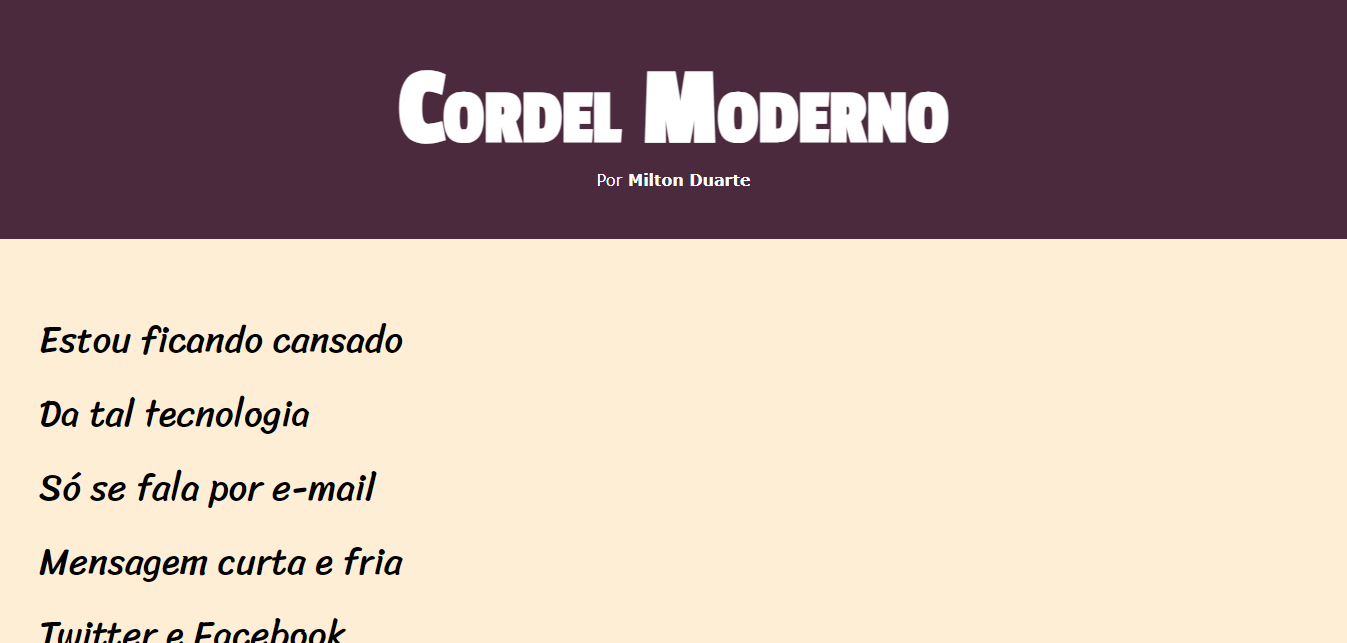 Cordel Moderno
Por Milton Duarte
Estou ficando cansado
Da tal tecnologia
Só se fala por e-mail
Mensagem curta e fria
Twitter e Facebook